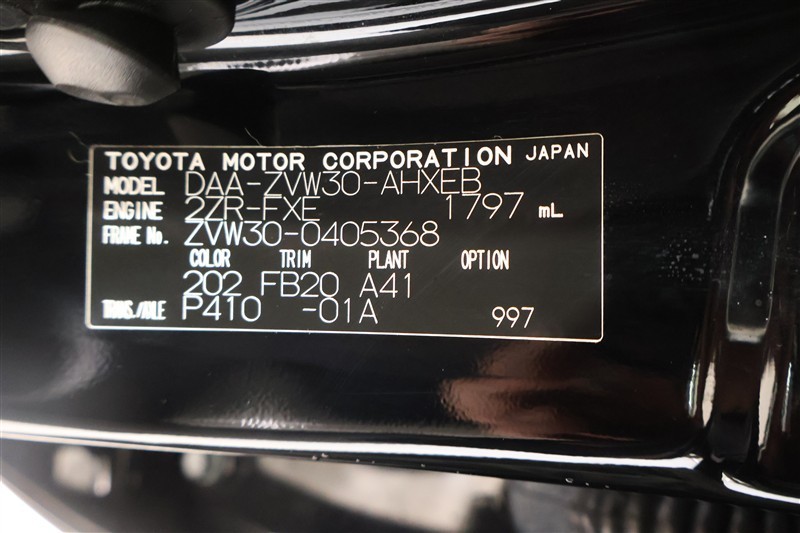 TOYOTA MOTOR CORPORATION JAPAN
MODEL DAA-ZVW30-AHXEB
ENGINE 2ZR-FXE 1797 mL
FRAME No. ZVW30-0405368
COLOR TRIM PLANT OPTION
202 FB20 A41
TRANS./AXLE P410 -01A 997